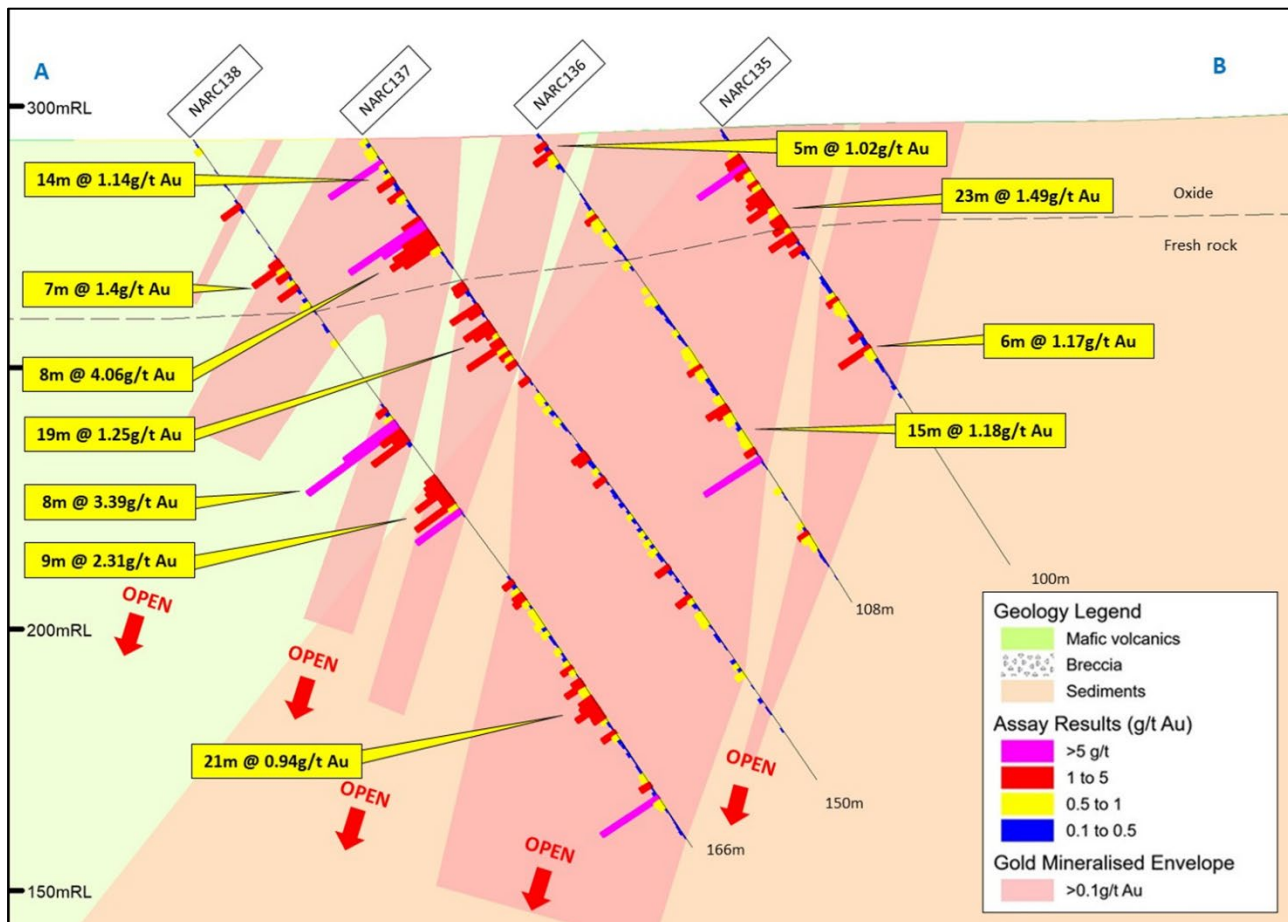 A
B
NARC138
NARC137
NARC136
NARC135
300mRL
5m @ 1.02g/t Au
14m @ 1.14g/t Au
23m @ 1.49g/t Au
Oxide
Fresh rock
7m @ 1.4g/t Au
6m @ 1.17g/t Au
8m @ 4.06g/t Au
19m @ 1.25g/t Au
15m @ 1.18g/t Au
8m @ 3.39g/t Au
9m @ 2.31g/t Au
OPEN
100m
108m
200mRL
OPEN
21m @ 0.94g/t Au
OPEN
OPEN
150m
166m
OPEN
150mRL
Geology Legend
Mafic volcanics
Breccia
Sediments
Assay Results (g/t Au)
>5 g/t
1 to 5
0.5 to 1
0.1 to 0.5
Gold Mineralised Envelope
>0.1g/t Au